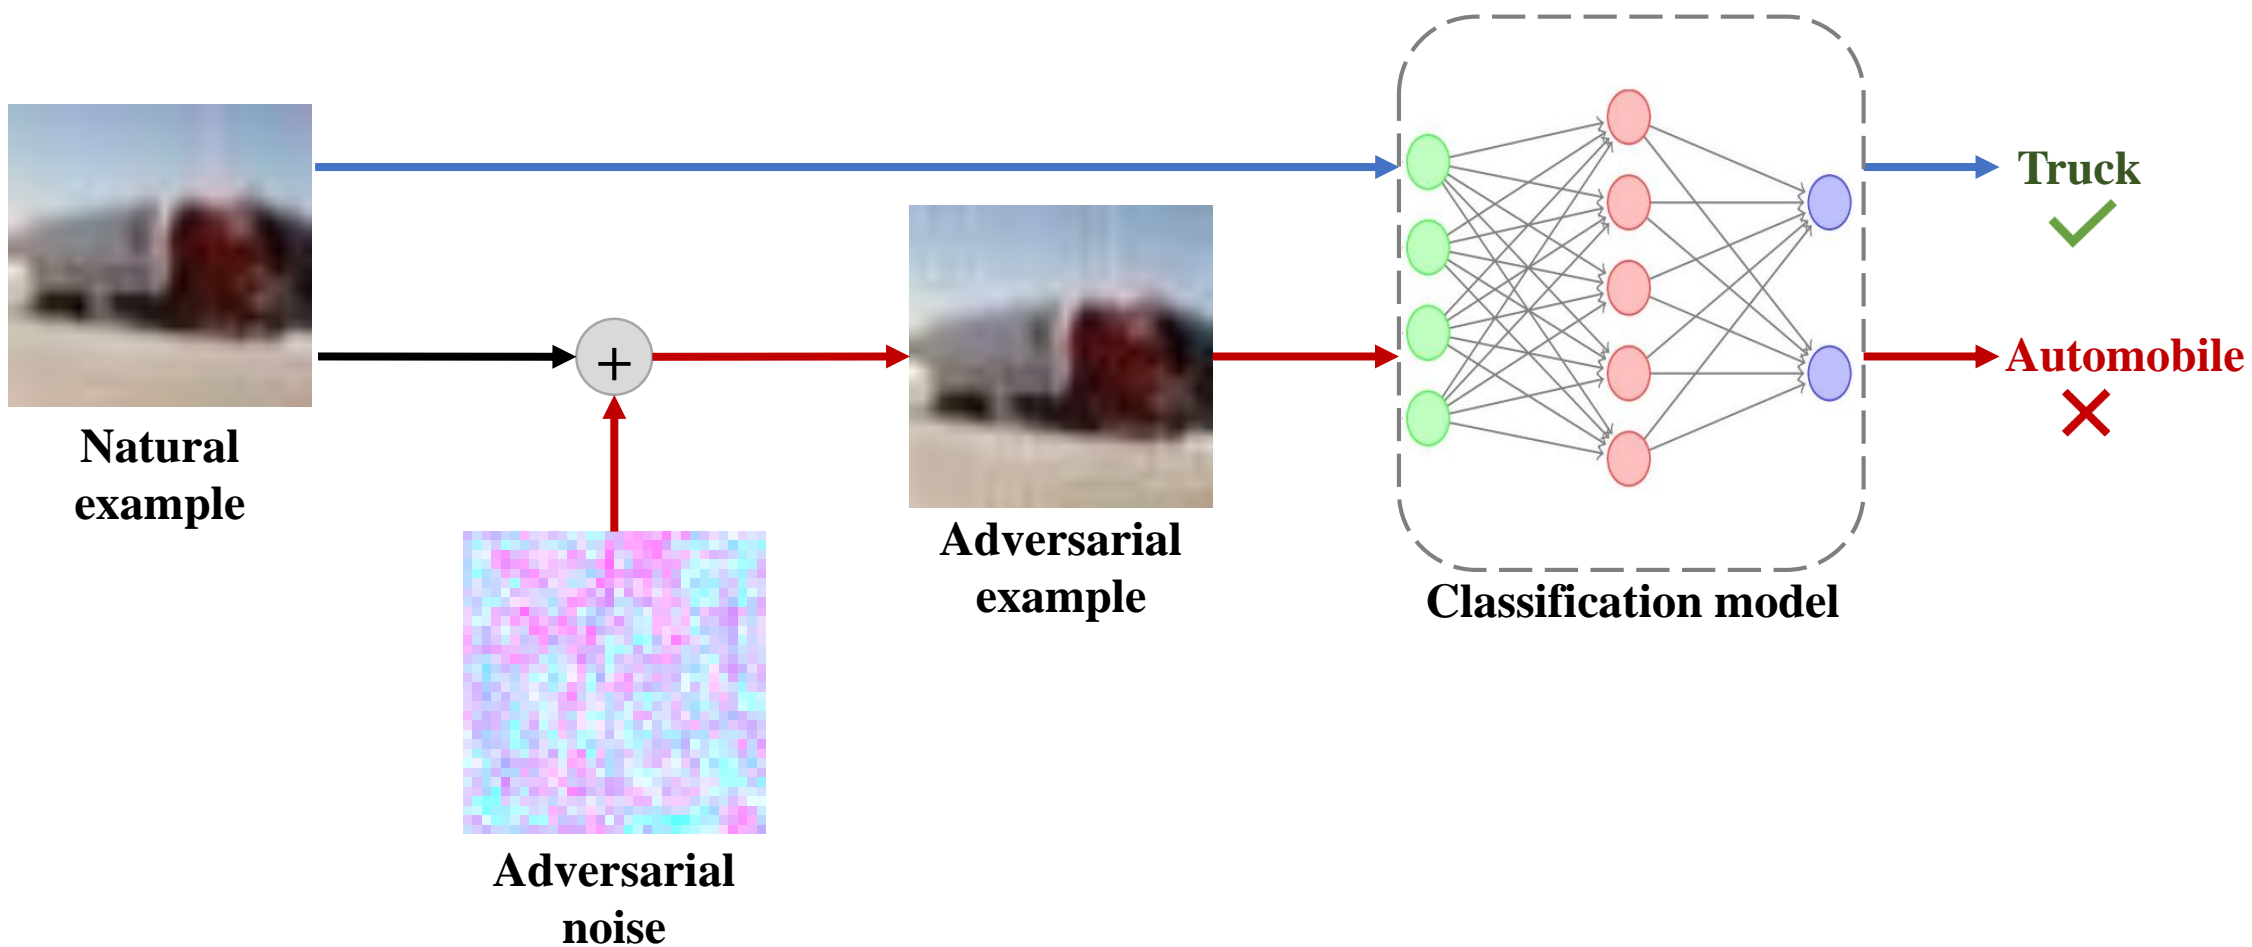 Truck
Automobile
Natural
example
+
Adversarial
example
Classification model
Adversarial
noise